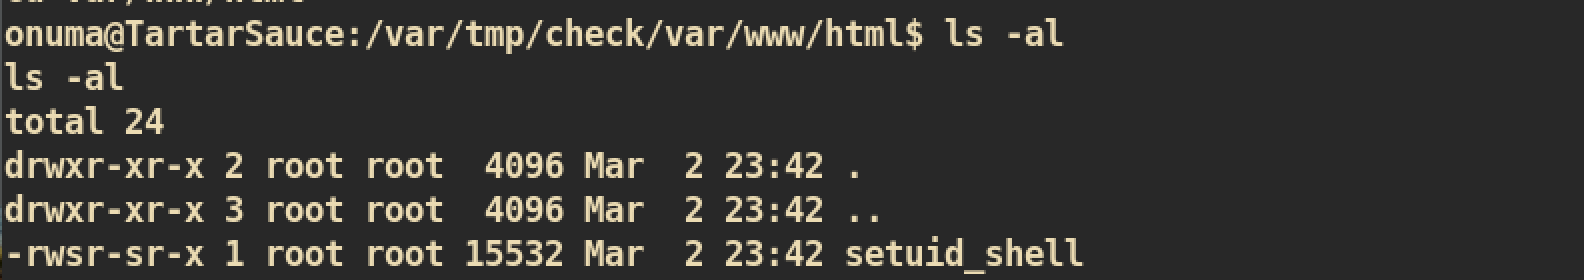 onuma@TartarSauce:/var/tmp/check/var/www/html$ ls -al
ls -al
total 24
drwxr-xr-x 2 root root  4096 Mar  2 23:42 .
drwxr-xr-x 3 root root  4096 Mar  2 23:42 ..
-rwsr-sr-x 1 root root 15532 Mar  2 23:42 setuid_shell